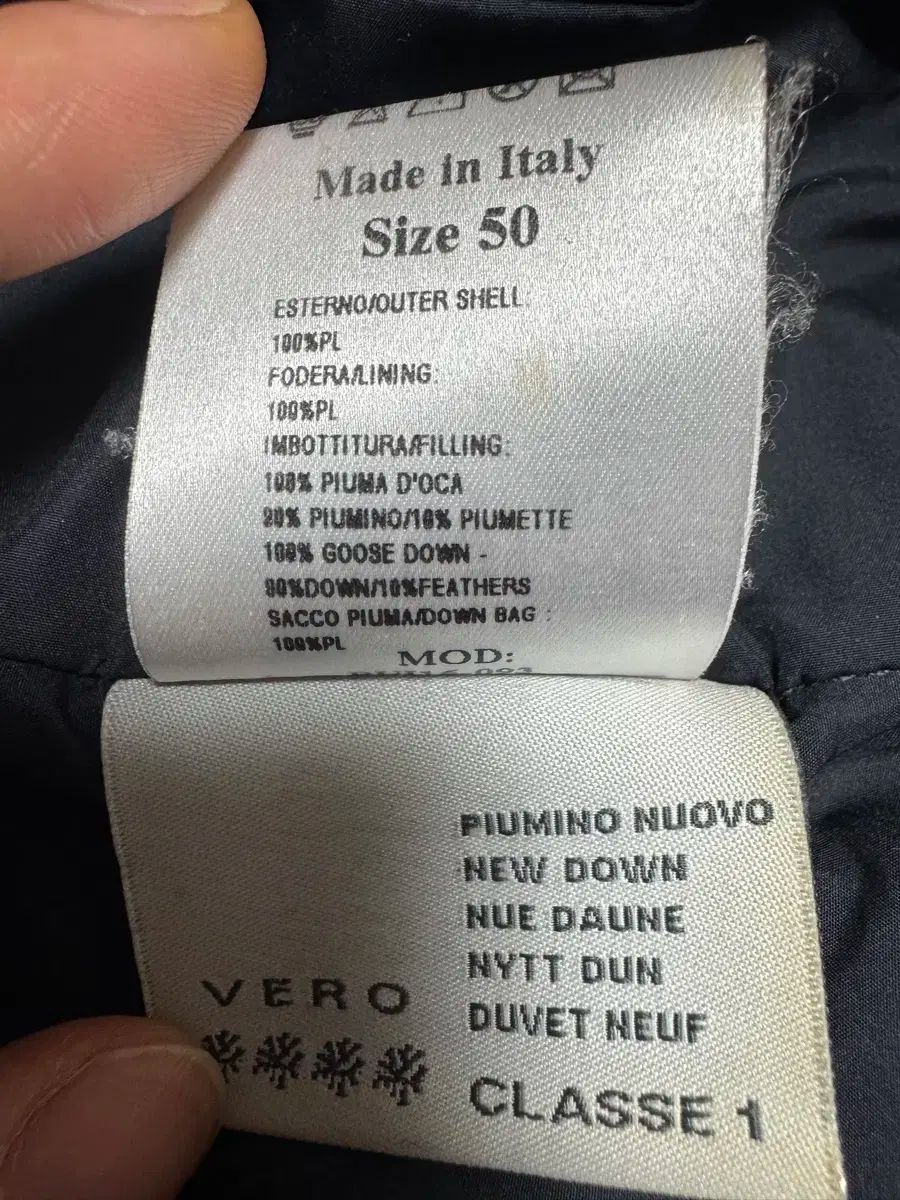 Made in Italy
Size 50
ESTERNO/OUTER SHELL:
100%PL
FODERA/LINING:
100%PL
IMBOTTITURA/FILLING:
100% PIUMA D'OCA
90% PIUMINO/10% PIUMETTE
100% GOOSE DOWN -
90%DOWN/10%FEATHERS
SACCO PIUMA/DOWN BAG :
100%PL
MOD:
PIUMINO NUOVO
NEW DOWN
NUE DAUNE
NYTT DUN
DUVET NEUF
VERO
CLASSE 1